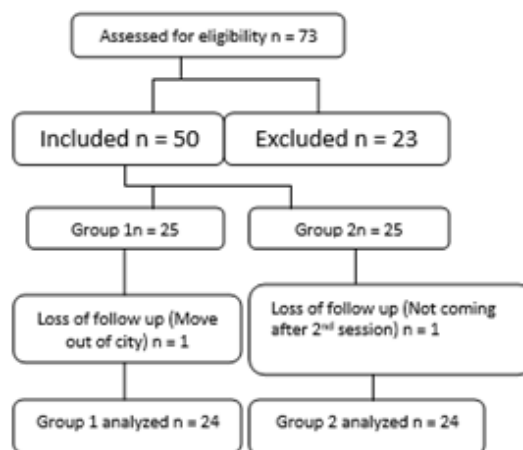 Assessed for eligibility n = 73
Included n = 50
Excluded n = 23
Group 1n = 25
Group 2n = 25
Loss of follow up (Move
out of city) n = 1
Loss of follow up (Not coming
after 2nd session) n = 1
Group 1 analyzed n = 24
Group 2 analyzed n = 24